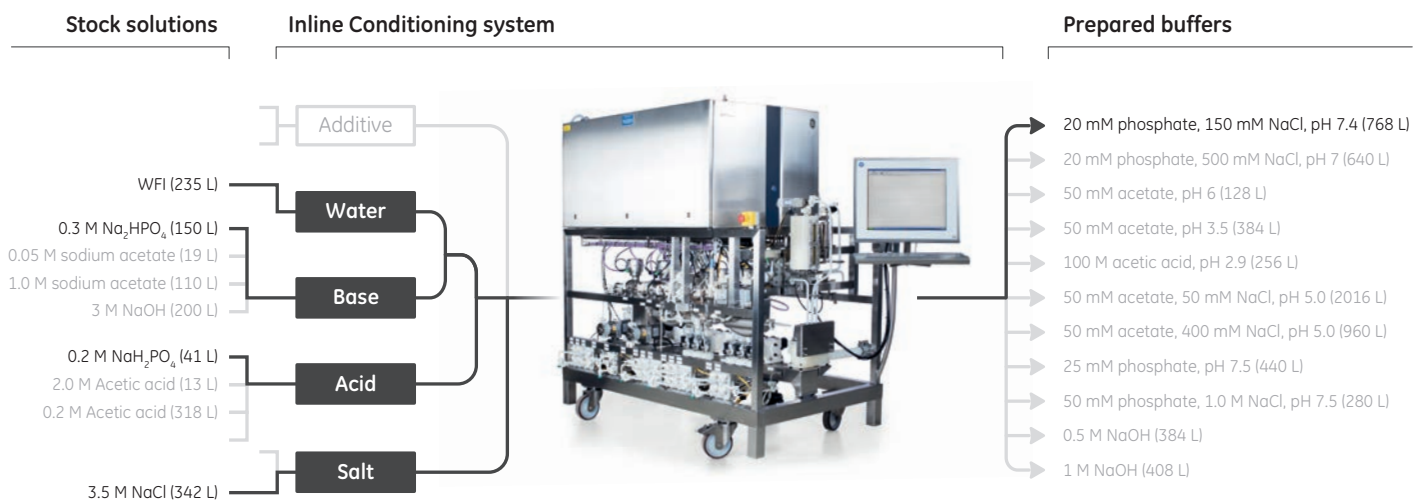 Stock solutions
Inline Conditioning system
Prepared buffers
Additive
WFI (235 L)
Water
0.3 M Na₂HPO₄ (150 L)
0.05 M sodium acetate (19 L)
1.0 M sodium acetate (110 L)
3 M NaOH (200 L)
Base
0.2 M NaH₂PO₄ (41 L)
2.0 M Acetic acid (13 L)
0.2 M Acetic acid (318 L)
Acid
3.5 M NaCl (342 L)
Salt
20 mM phosphate, 150 mM NaCl, pH 7.4 (768 L)
20 mM phosphate, 500 mM NaCl, pH 7 (640 L)
50 mM acetate, pH 6 (128 L)
50 mM acetate, pH 3.5 (384 L)
100 M acetic acid, pH 2.9 (256 L)
50 mM acetate, 50 mM NaCl, pH 5.0 (2016 L)
50 mM acetate, 400 mM NaCl, pH 5.0 (960 L)
25 mM phosphate, pH 7.5 (440 L)
50 mM phosphate, 1.0 M NaCl, pH 7.5 (280 L)
0.5 M NaOH (384 L)
1 M NaOH (408 L)